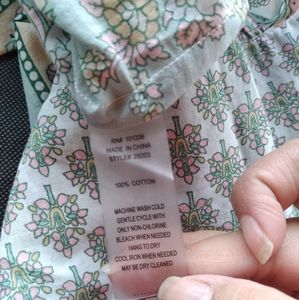 RN# 101208
MADE IN CHINA
STYLE# 29203
100% COTTON
MACHINE WASH COLD
GENTLE CYCLE WITH
ONLY NON-CHLORINE
BLEACH WHEN NEEDED
HANG TO DRY
COOL IRON WHEN NEEDED
MAY BE DRY CLEANED